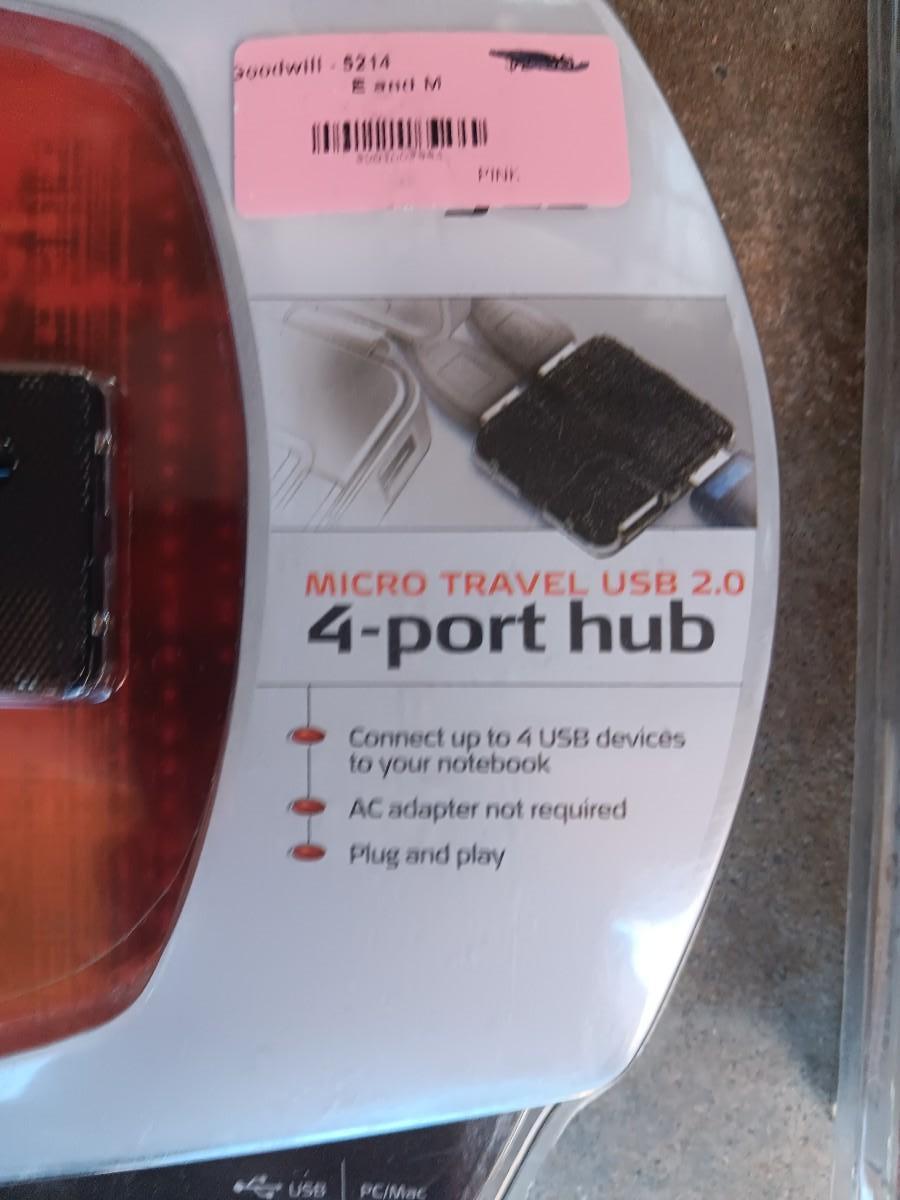 Goodwill - 5214
E and M
PINK
MICRO TRAVEL USB 2.0
4-port hub
Connect up to 4 USB devices
to your notebook
AC adapter not required
Plug and play
USB
PC/Mac